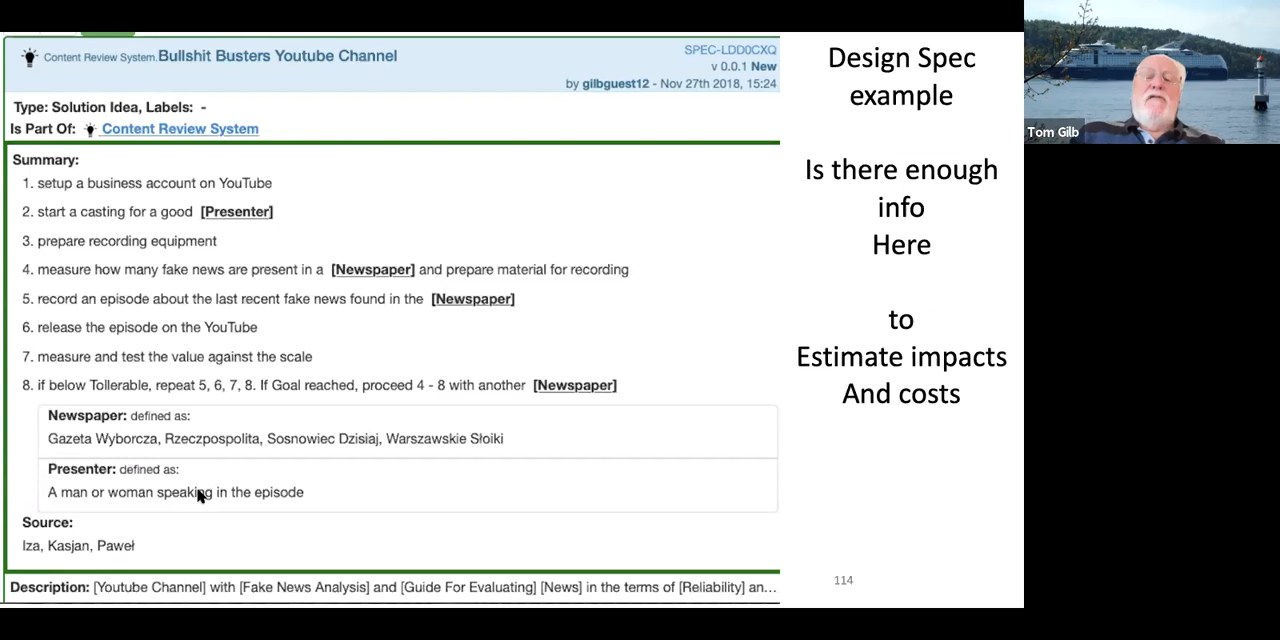 Content Review System.Bullshit Busters Youtube Channel
SPEC-LDD0CXQ
v 0.0.1 New
by gilbguest12 - Nov 27th 2018, 15:24
Type: Solution Idea, Labels: -
Is Part Of: Content Review System
Summary:
1. setup a business account on YouTube
2. start a casting for a good [Presenter]
3. prepare recording equipment
4. measure how many fake news are present in a [Newspaper] and prepare material for recording
5. record an episode about the last recent fake news found in the [Newspaper]
6. release the episode on the YouTube
7. measure and test the value against the scale
8. if below Tollerable, repeat 5, 6, 7, 8. If Goal reached, proceed 4 - 8 with another [Newspaper]
Newspaper: defined as:
Gazeta Wyborcza, Rzeczpospolita, Sosnowiec Dzisiaj, Warszawskie Słoiki
Presenter: defined as:
A man or woman speaking in the episode
Source:
Iza, Kasjan, Paweł
Description: [Youtube Channel] with [Fake News Analysis] and [Guide For Evaluating] [News] in the terms of [Reliability] an...
Design Spec
example
Is there enough
info
Here
to
Estimate impacts
And costs
114
Tom Gilb